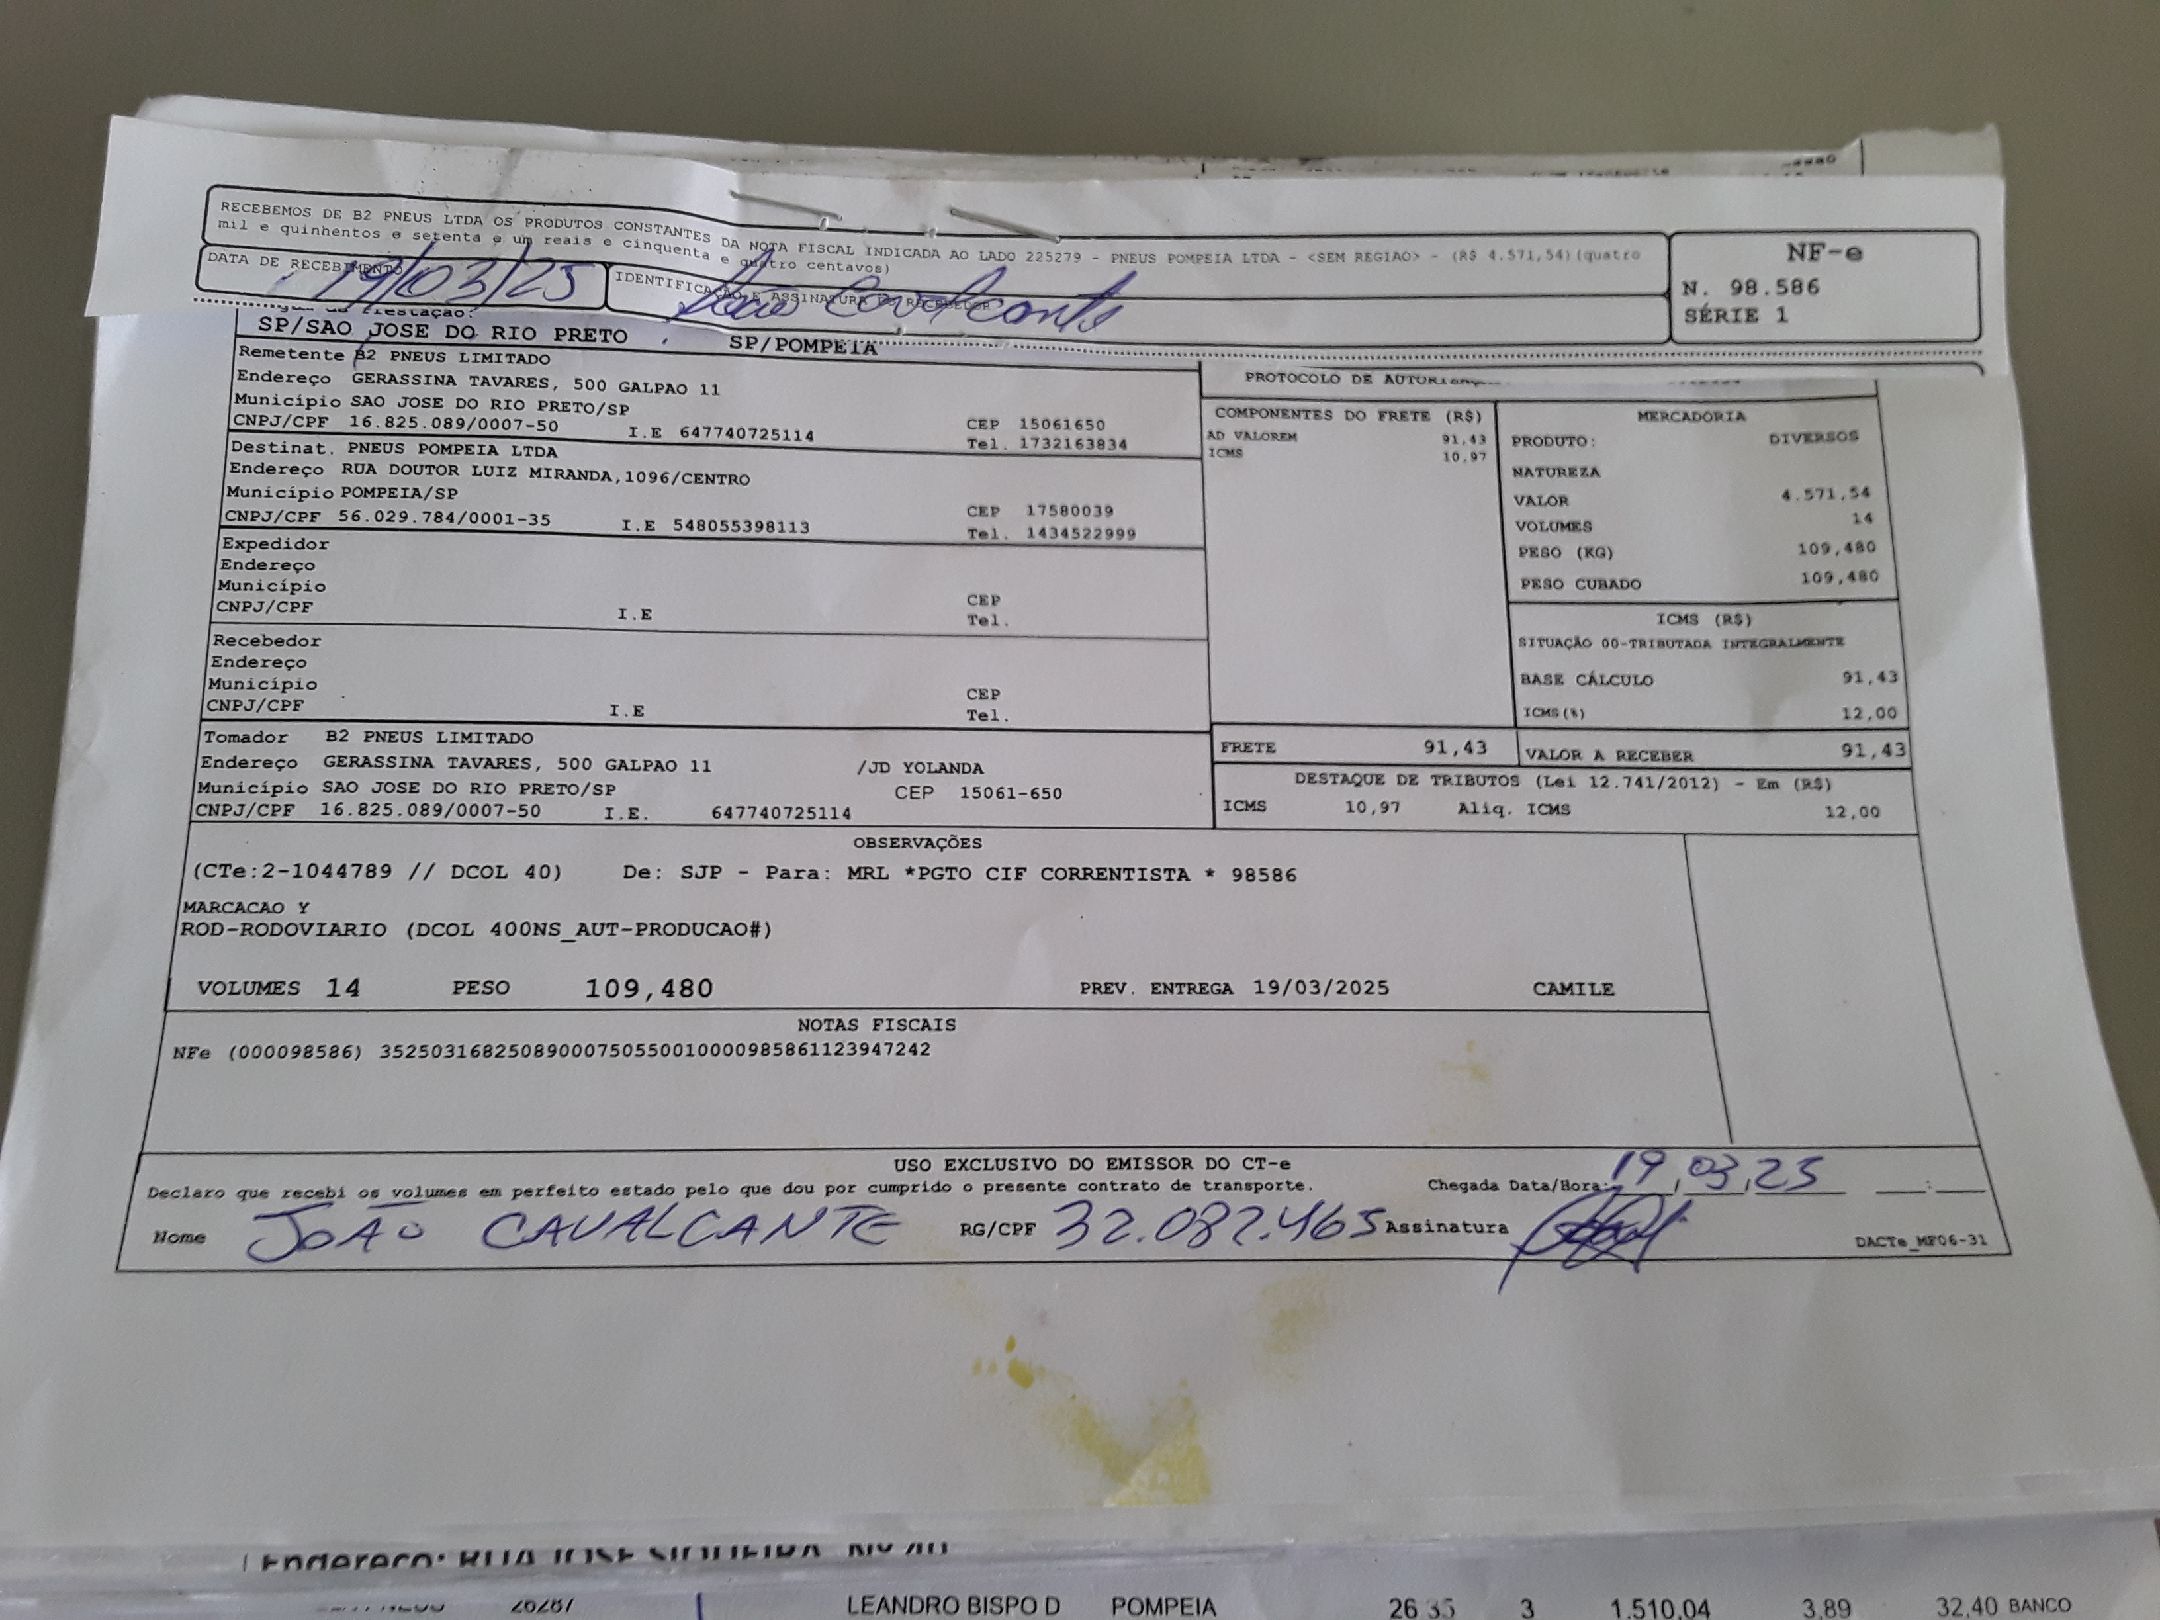 RECEBEMOS DE B2 PNEUS LTDA OS PRODUTOS CONSTANTES DA NOTA FISCAL INDICADA AO LADO 225279 - PNEUS POMPEIA LTDA - <SEM REGIAO> - (R$ 4.571,54)(quatro
mil e quinhentos e setenta e um reais e cinquenta e quatro centavos)
DATA DE RECEBIMENTO
19/03/25
IDENTIFICAÇÃO E ASSINATURA DO RECEBEDOR
João Cavalcante
NF-e
N. 98.586
SÉRIE 1
SP/SAO JOSE DO RIO PRETO SP/POMPEIA
Remetente B2 PNEUS LIMITADO
Endereço GERASSINA TAVARES, 500 GALPAO 11
Município SAO JOSE DO RIO PRETO/SP
CEP 15061650
CNPJ/CPF 16.825.089/0007-50 I.E 647740725114
Tel. 1732163834
Destinat. PNEUS POMPEIA LTDA
Endereço RUA DOUTOR LUIZ MIRANDA,1096/CENTRO
Município POMPEIA/SP
CEP 17580039
CNPJ/CPF 56.029.784/0001-35 I.E 548055398113
Tel. 1434522999
Expedidor
Endereço
Município
CEP
CNPJ/CPF I.E
Tel.
Recebedor
Endereço
Município
CEP
CNPJ/CPF I.E
Tel.
Tomador B2 PNEUS LIMITADO
Endereço GERASSINA TAVARES, 500 GALPAO 11 /JD YOLANDA
Município SAO JOSE DO RIO PRETO/SP CEP 15061-650
CNPJ/CPF 16.825.089/0007-50 I.E. 647740725114
PROTOCOLO DE
COMPONENTES DO FRETE (R$)
AD VALOREM 91,43
ICMS 10,97
MERCADORIA
PRODUTO: DIVERSOS
NATUREZA
VALOR 4.571,54
VOLUMES 14
PESO (KG) 109,480
PESO CUBADO 109,480
ICMS (R$)
SITUAÇÃO 00-TRIBUTADA INTEGRALMENTE
BASE CÁLCULO 91,43
ICMS(%) 12,00
FRETE 91,43
VALOR A RECEBER 91,43
DESTAQUE DE TRIBUTOS (Lei 12.741/2012) - Em (R$)
ICMS 10,97 Aliq. ICMS 12,00
OBSERVAÇÕES
(CTe:2-1044789 // DCOL 40) De: SJP - Para: MRL *PGTO CIF CORRENTISTA * 98586
MARCACAO Y
ROD-RODOVIARIO (DCOL 400NS_AUT-PRODUCAO#)
VOLUMES 14 PESO 109,480 PREV. ENTREGA 19/03/2025 CAMILE
NOTAS FISCAIS
NFe (000098586) 35250316825089000750550010000985861123947242
USO EXCLUSIVO DO EMISSOR DO CT-e
Declaro que recebi os volumes em perfeito estado pelo que dou por cumprido o presente contrato de transporte. Chegada Data/Hora: 19,03,25 __:__
Nome JOÃO CAVALCANTE RG/CPF 32.082.465 Assinatura
DACTe_MF06-31
Endereço: RUA JOSE SIQUEIRA
LEANDRO BISPO D POMPEIA 26 35 3 1.510,04 3,89 32,40 BANCO